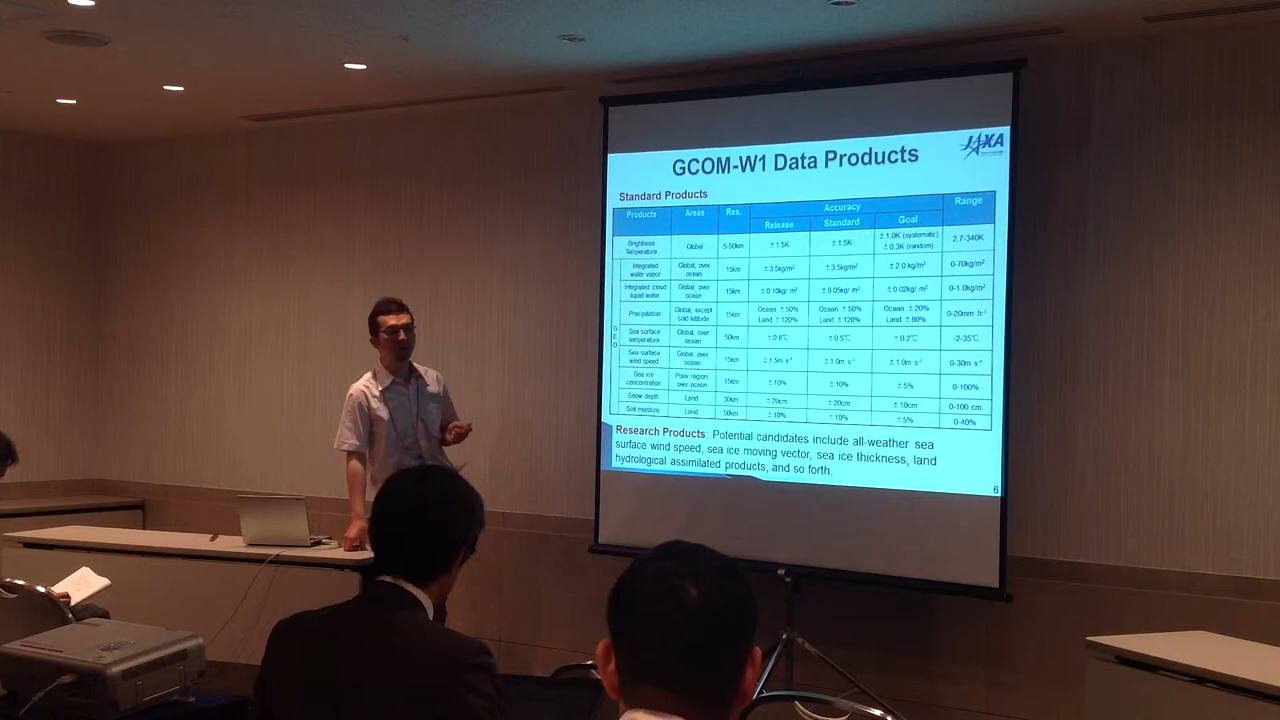 JAXA
GCOM-W1 Data Products
Standard Products
Products Areas Res. Accuracy Range
Release Standard Goal
Brightness Temperature Global 5-50km ±1.5K ±1.5K ±1.0K (systematic) ±0.3K (random) 2.7-340K
GEO
Integrated water vapor Global, over ocean 15km ±3.5kg/m² ±3.5kg/m² ±2.0 kg/m² 0-70kg/m²
Integrated cloud liquid water Global, over ocean 15km ±0.10kg/ m² ±0.05kg/ m² ±0.02kg/ m² 0-1.0kg/m²
Precipitation Global, except cold latitude 15km Ocean ±50% Land ±120% Ocean ±50% Land ±120% Ocean ±20% Land ±80% 0-20mm h⁻¹
Sea surface temperature Global, over ocean 50km ±0.8℃ ±0.5℃ ±0.2℃ -2-35℃
Sea surface wind speed Global, over ocean 15km ±1.5m s⁻¹ ±1.0m s⁻¹ ±1.0m s⁻¹ 0-30m s⁻¹
Sea ice concentration Polar region, over ocean 15km ±10% ±10% ±5% 0-100%
Snow depth Land 30km ±20cm ±20cm ±10cm 0-100 cm
Soil moisture Land 50km ±10% ±10% ±5% 0-40%
Research Products: Potential candidates include all-weather sea
surface wind speed, sea ice moving vector, sea ice thickness, land
hydrological assimilated products, and so forth.
6